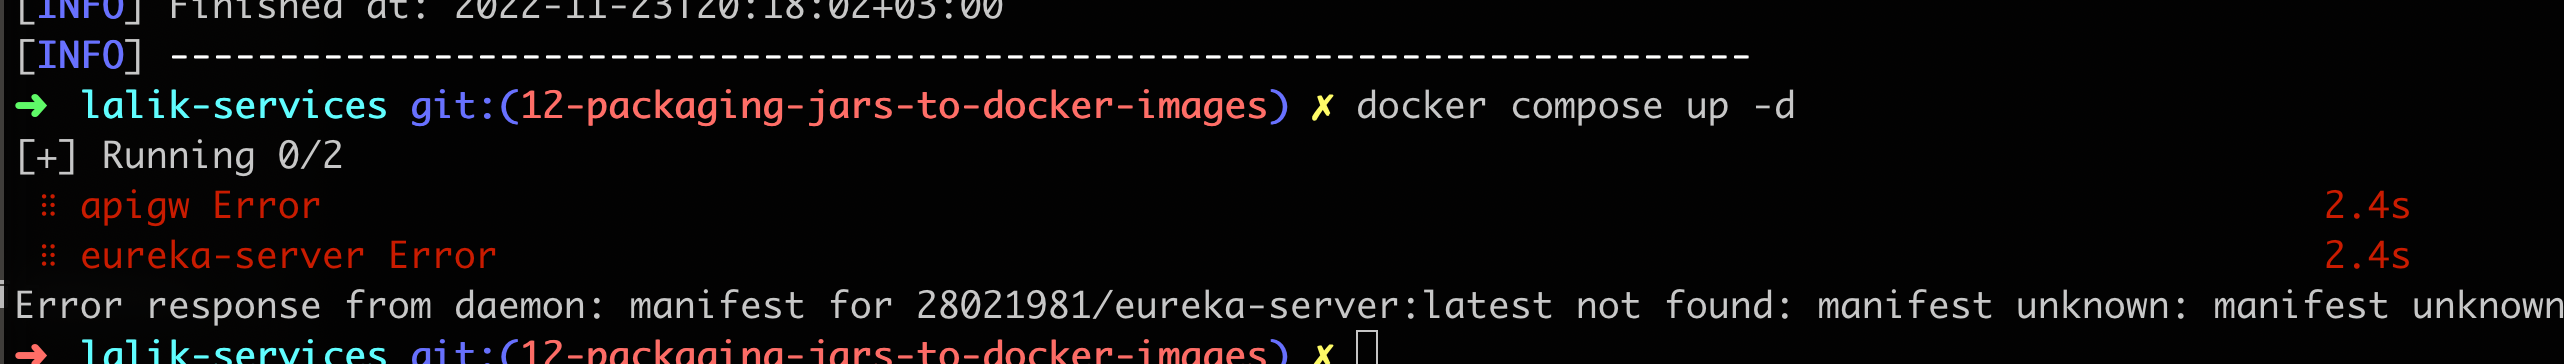 [INFO] Finished at: 2022-11-23T20:18:02+03:00
[INFO] ------------------------------------------------------------------------
➜ lalik-services git:(12-packaging-jars-to-docker-images) ✗ docker compose up -d
[+] Running 0/2
⠿ apigw Error 2.4s
⠿ eureka-server Error 2.4s
Error response from daemon: manifest for 28021981/eureka-server:latest not found: manifest unknown: manifest unknown
➜ lalik-services git:(12-packaging-jars-to-docker-images) ✗